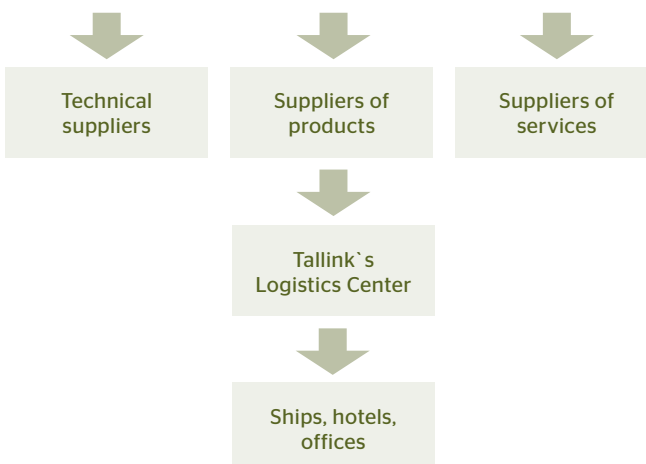 Technical
suppliers
Suppliers of
products
Suppliers of
services
Tallink`s
Logistics Center
Ships, hotels,
offices